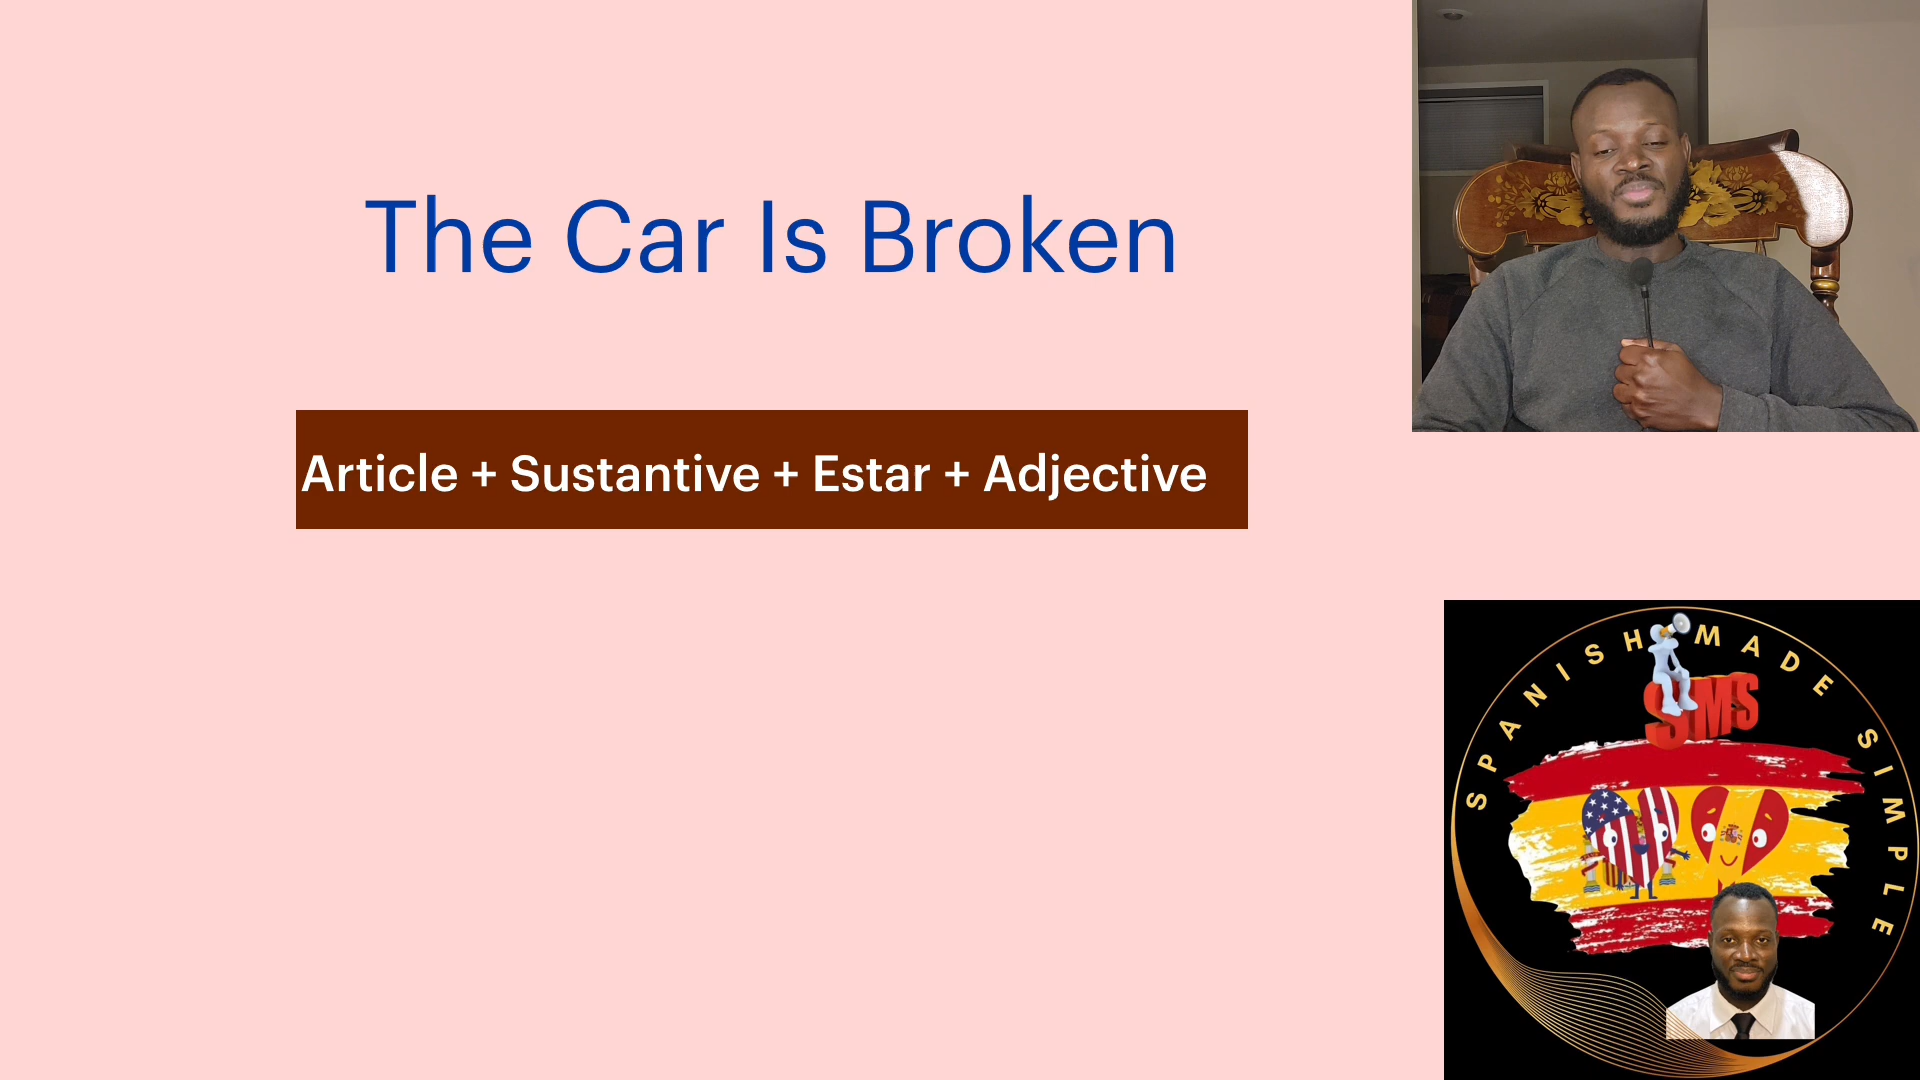 The Car Is Broken
Article + Sustantive + Estar + Adjective
SPANISH MADE SIMPLE
SMS